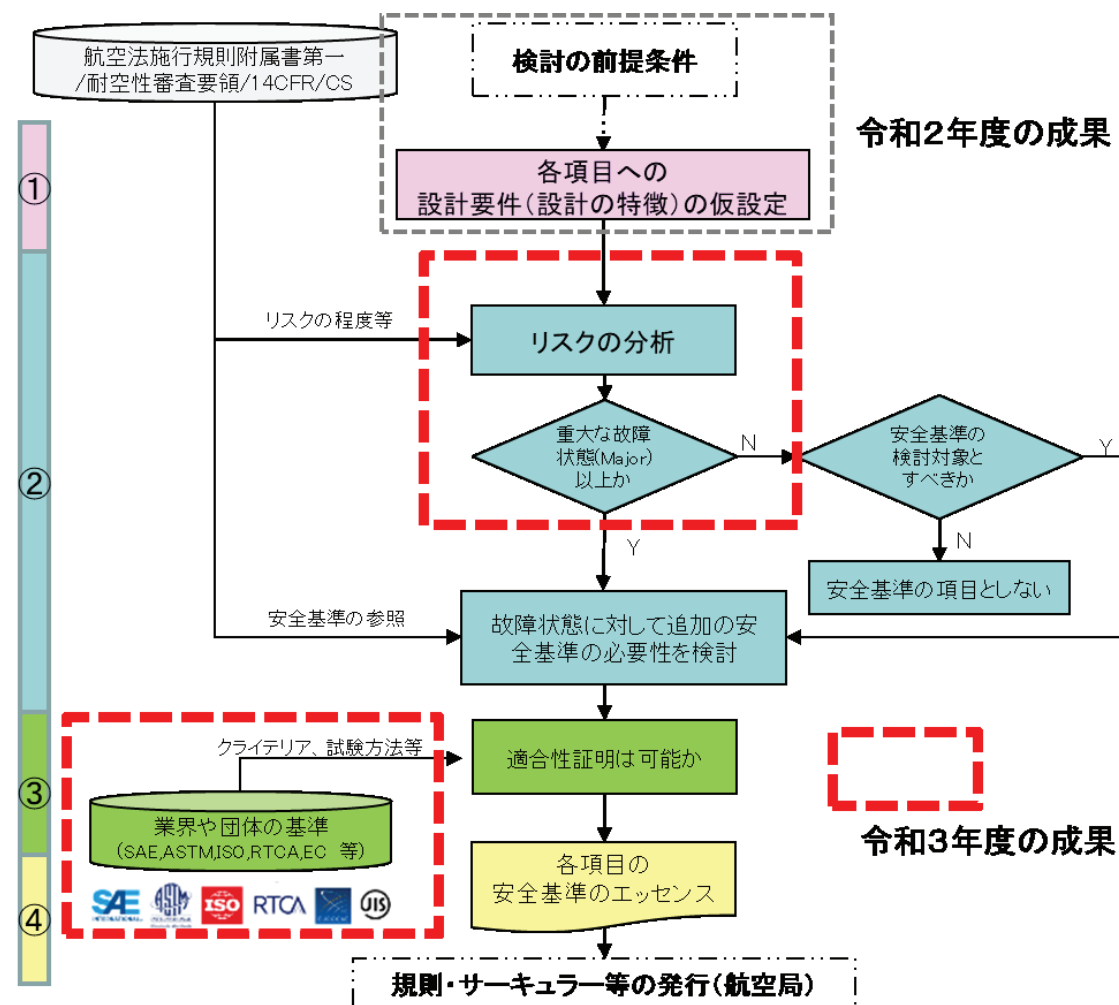 航空法施行規則附属書第一
/耐空性審査要領/14CFR/CS
検討の前提条件
令和2年度の成果
①
各項目への
設計要件(設計の特徴)の仮設定
リスクの程度等
リスクの分析
重大な故障
状態(Major)
以上か
N
安全基準の
検討対象と
すべきか
Y
②
Y
N
安全基準の項目としない
安全基準の参照
故障状態に対して追加の安
全基準の必要性を検討
クライテリア、試験方法等
適合性証明は可能か
③
業界や団体の基準
(SAE,ASTM,ISO,RTCA,EC 等)
令和3年度の成果
各項目の
安全基準のエッセンス
④
SAE
INTERNATIONAL
ASTM
ISO
RTCA
JIS
規則・サーキュラー等の発行(航空局)